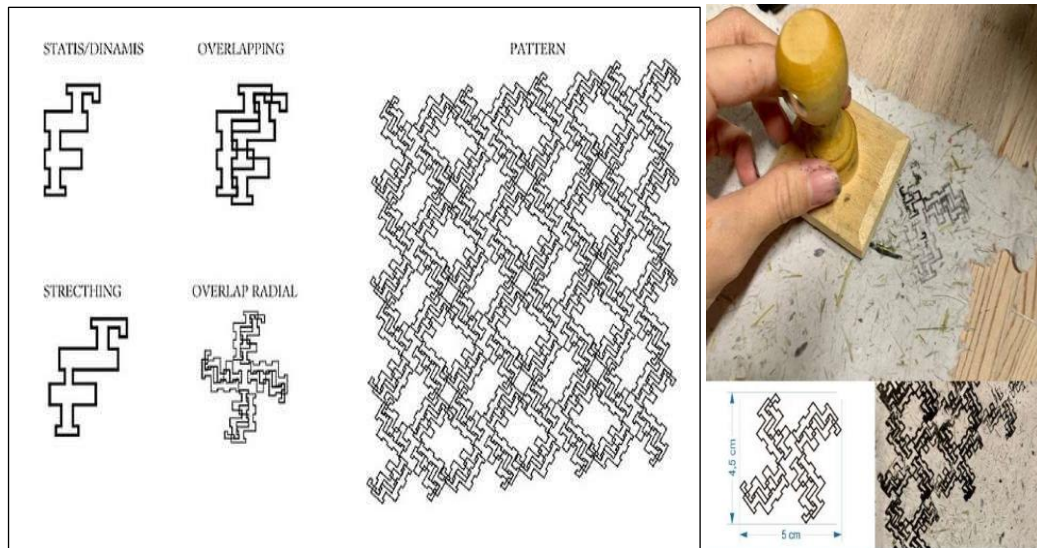 STATIS/DINAMIS
OVERLAPPING
PATTERN
STRECTHING
OVERLAP RADIAL
4,5 cm
5 cm